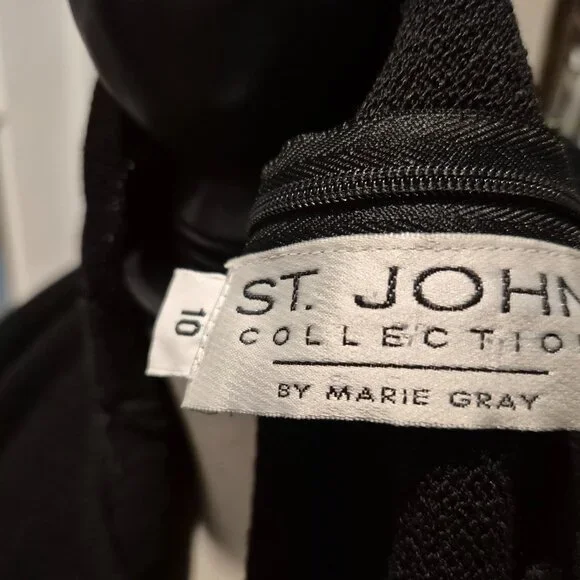 ST. JOHN
COLLECTIO
BY MARIE GRAY
10